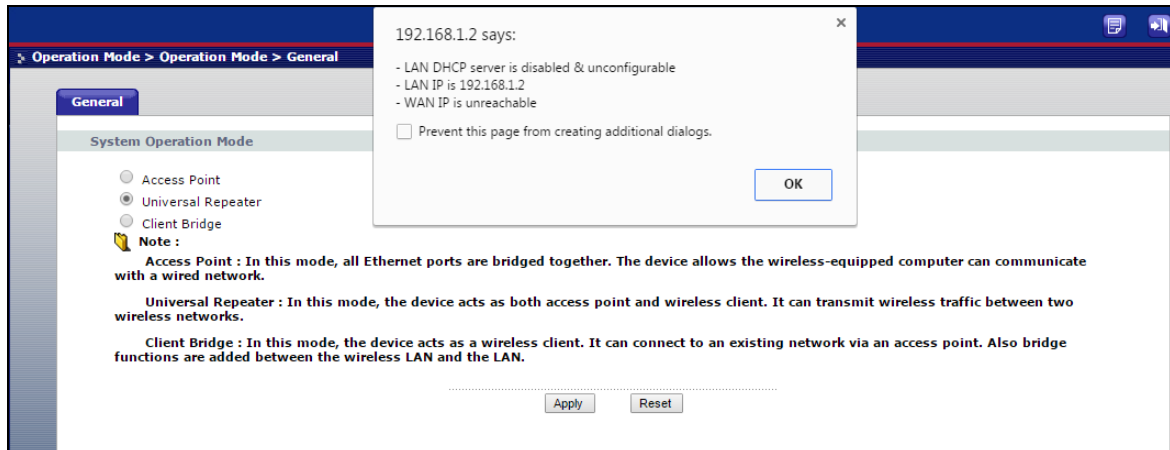 192.168.1.2 says:
- LAN DHCP server is disabled & unconfigurable
- LAN IP is 192.168.1.2
- WAN IP is unreachable
Prevent this page from creating additional dialogs.
OK
Operation Mode > Operation Mode > General
General
System Operation Mode
Access Point
Universal Repeater
Client Bridge
Note :
Access Point : In this mode, all Ethernet ports are bridged together. The device allows the wireless-equipped computer can communicate
with a wired network.
Universal Repeater : In this mode, the device acts as both access point and wireless client. It can transmit wireless traffic between two
wireless networks.
Client Bridge : In this mode, the device acts as a wireless client. It can connect to an existing network via an access point. Also bridge
functions are added between the wireless LAN and the LAN.
Apply Reset